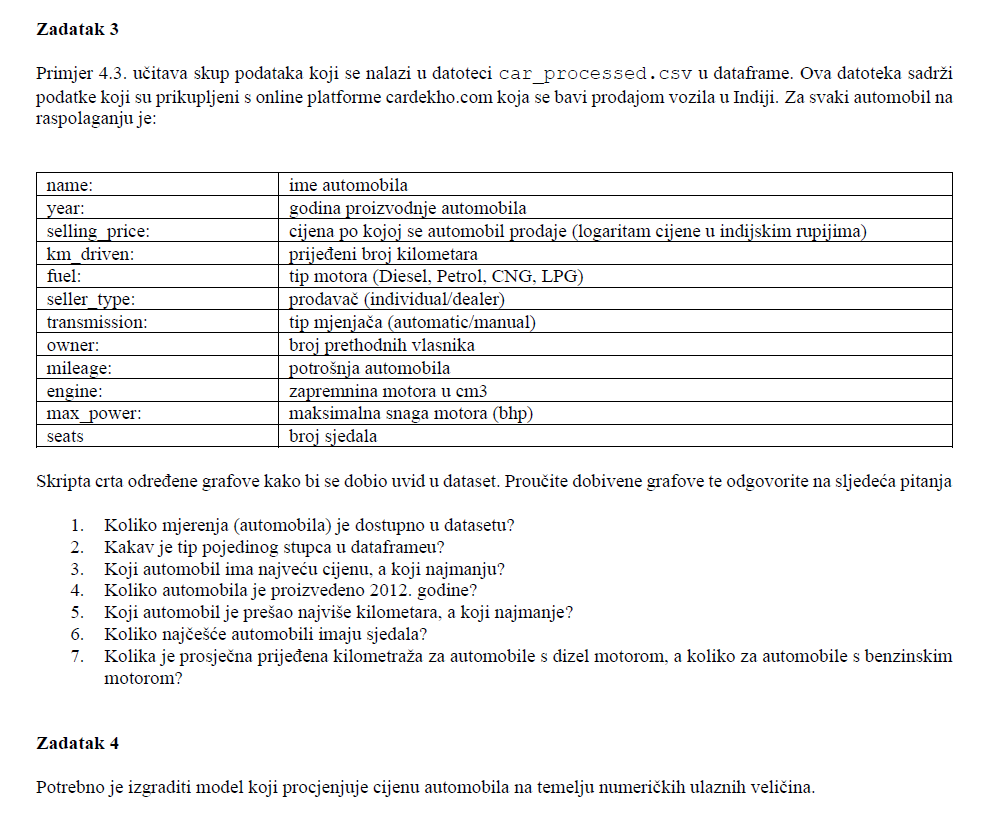 Zadatak 3
Primjer 4.3. učitava skup podataka koji se nalazi u datoteci car_processed.csv u dataframe. Ova datoteka sadrži
podatke koji su prikupljeni s online platforme cardekho.com koja se bavi prodajom vozila u Indiji. Za svaki automobil na
raspolaganju je:
name: ime automobila
year: godina proizvodnje automobila
selling_price: cijena po kojoj se automobil prodaje (logaritam cijene u indijskim rupijima)
km_driven: prijeđeni broj kilometara
fuel: tip motora (Diesel, Petrol, CNG, LPG)
seller_type: prodavač (individual/dealer)
transmission: tip mjenjača (automatic/manual)
owner: broj prethodnih vlasnika
mileage: potrošnja automobila
engine: zapremnina motora u cm3
max_power: maksimalna snaga motora (bhp)
seats broj sjedala
Skripta crta određene grafove kako bi se dobio uvid u dataset. Proučite dobivene grafove te odgovorite na sljedeća pitanja
1. Koliko mjerenja (automobila) je dostupno u datasetu?
2. Kakav je tip pojedinog stupca u dataframeu?
3. Koji automobil ima najveću cijenu, a koji najmanju?
4. Koliko automobila je proizvedeno 2012. godine?
5. Koji automobil je prešao najviše kilometara, a koji najmanje?
6. Koliko najčešće automobili imaju sjedala?
7. Kolika je prosječna prijeđena kilometraža za automobile s dizel motorom, a koliko za automobile s benzinskim
motorom?
Zadatak 4
Potrebno je izgraditi model koji procjenjuje cijenu automobila na temelju numeričkih ulaznih veličina.